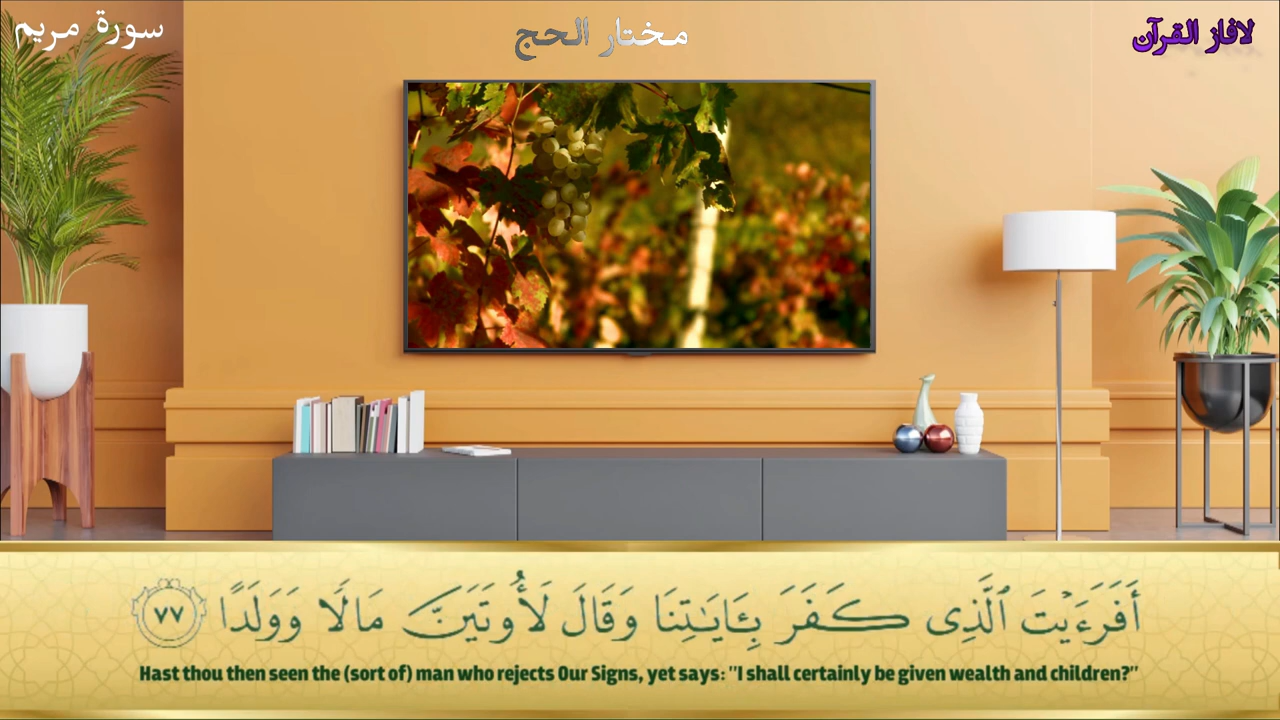 سورة مريم
مختار الحج
لافاز القرآن
أَفَرَءَيْتَ ٱلَّذِى كَفَرَ بِـَٔايَـٰتِنَا وَقَالَ لَأُوتَيَنَّ مَالًا وَوَلَدًا ٧٧
Hast thou then seen the (sort of) man who rejects Our Signs, yet says: "I shall certainly be given wealth and children?"